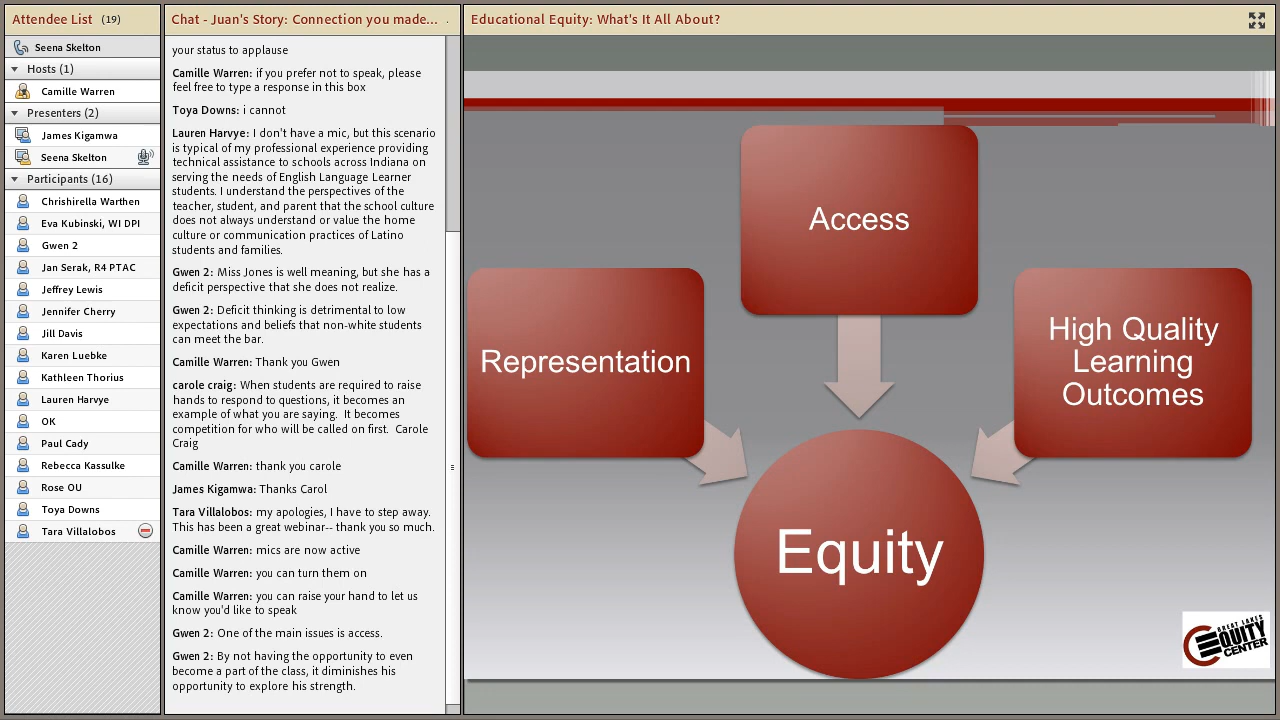 Attendee List (19)
Seena Skelton
Hosts (1)
Camille Warren
Presenters (2)
James Kigamwa
Seena Skelton
Participants (16)
Chrishirella Warthen
Eva Kubinski, WI DPI
Gwen 2
Jan Serak, R4 PTAC
Jeffrey Lewis
Jennifer Cherry
Jill Davis
Karen Luebke
Kathleen Thorius
Lauren Harvye
OK
Paul Cady
Rebecca Kassulke
Rose OU
Toya Downs
Tara Villalobos
Chat - Juan's Story: Connection you made... .
your status to applause
Camille Warren: if you prefer not to speak, please
feel free to type a response in this box
Toya Downs: i cannot
Lauren Harvye: I don't have a mic, but this scenario
is typical of my professional experience providing
technical assistance to schools across Indiana on
serving the needs of English Language Learner
students. I understand the perspectives of the
teacher, student, and parent that the school culture
does not always understand or value the home
culture or communication practices of Latino
students and families.
Gwen 2: Miss Jones is well meaning, but she has a
deficit perspective that she does not realize.
Gwen 2: Deficit thinking is detrimental to low
expectations and beliefs that non-white students
can meet the bar.
Camille Warren: Thank you Gwen
carole craig: When students are required to raise
hands to respond to questions, it becomes an
example of what you are saying.  It becomes
competition for who will be called on first.  Carole
Craig
Camille Warren: thank you carole
James Kigamwa: Thanks Carol
Tara Villalobos: my apologies, I have to step away.
This has been a great webinar-- thank you so much.
Camille Warren: mics are now active
Camille Warren: you can turn them on
Camille Warren: you can raise your hand to let us
know you'd like to speak
Gwen 2: One of the main issues is access.
Gwen 2: By not having the opportunity to even
become a part of the class, it diminishes his
opportunity to explore his strength.
Educational Equity: What's It All About?
Access
Representation
High Quality
Learning
Outcomes
Equity
GREAT LAKES
EQUITY
CENTER